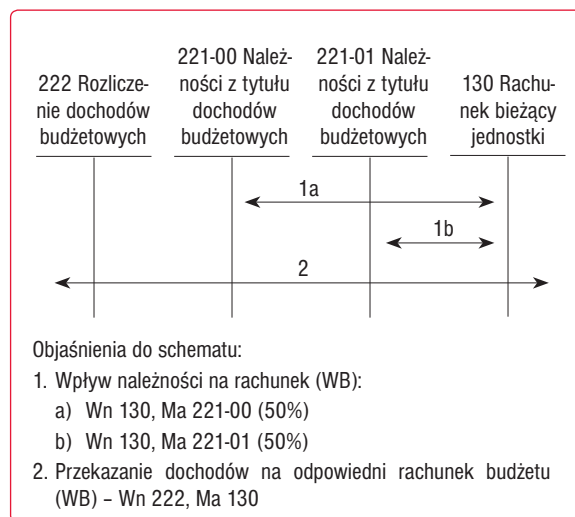 222 Rozlicze-
nie dochodów
budżetowych
221-00 Należ-
ności z tytułu
dochodów
budżetowych
221-01 Należ-
ności z tytułu
dochodów
budżetowych
130 Rachu-
nek bieżący
jednostki
1a
1b
2
Objaśnienia do schematu:
1. Wpływ należności na rachunek (WB):
a) Wn 130, Ma 221-00 (50%)
b) Wn 130, Ma 221-01 (50%)
2. Przekazanie dochodów na odpowiedni rachunek budżetu
(WB) – Wn 222, Ma 130